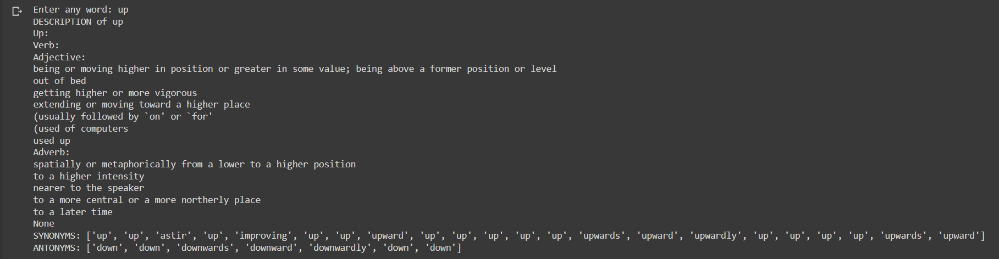 Enter any word: up
DESCRIPTION of up
Up:
Verb:
Adjective:
being or moving higher in position or greater in some value; being above a former position or level
out of bed
getting higher or more vigorous
extending or moving toward a higher place
(usually followed by `on' or `for'
(used of computers
used up
Adverb:
spatially or metaphorically from a lower to a higher position
to a higher intensity
nearer to the speaker
to a more central or a more northerly place
to a later time
None
SYNONYMS: ['up', 'up', 'astir', 'up', 'improving', 'up', 'up', 'upward', 'up', 'up', 'up', 'up', 'up', 'upwards', 'upward', 'upwardly', 'up', 'up', 'up', 'up', 'upwards', 'upward']
ANTONYMS: ['down', 'down', 'downwards', 'downward', 'downwardly', 'down', 'down']